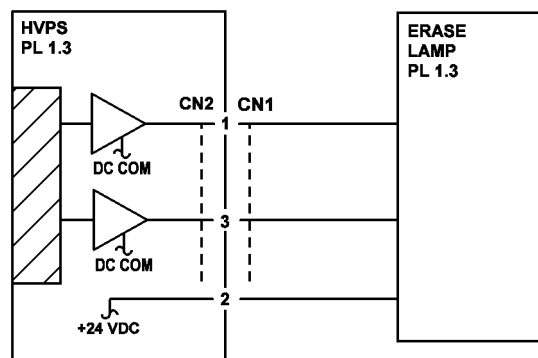 HVPS
PL 1.3
ERASE
LAMP
PL 1.3
CN2 CN1
1
DC COM
3
DC COM
2
+24 VDC